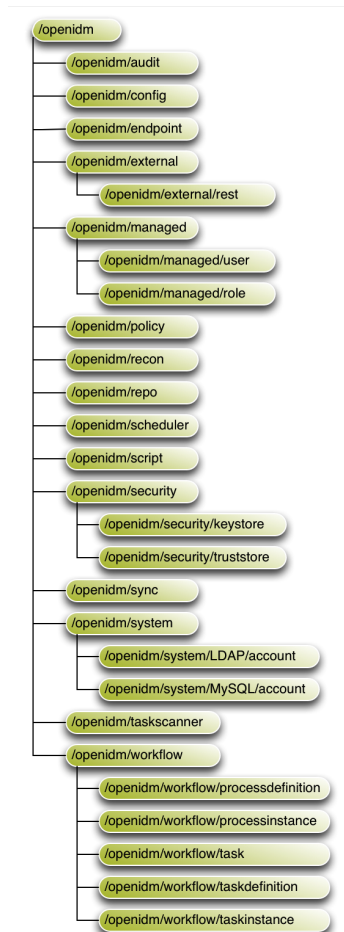 /openidm
/openidm/audit
/openidm/config
/openidm/endpoint
/openidm/external
/openidm/external/rest
/openidm/managed
/openidm/managed/user
/openidm/managed/role
/openidm/policy
/openidm/recon
/openidm/repo
/openidm/scheduler
/openidm/script
/openidm/security
/openidm/security/keystore
/openidm/security/truststore
/openidm/sync
/openidm/system
/openidm/system/LDAP/account
/openidm/system/MySQL/account
/openidm/taskscanner
/openidm/workflow
/openidm/workflow/processdefinition
/openidm/workflow/processinstance
/openidm/workflow/task
/openidm/workflow/taskdefinition
/openidm/workflow/taskinstance